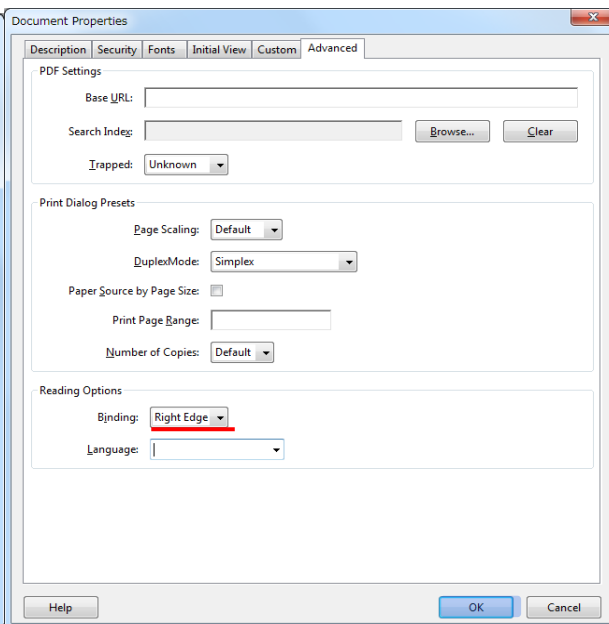 Document Properties
Description Security Fonts Initial View Custom Advanced
PDF Settings
Base URL:
Search Index: Browse... Clear
Trapped: Unknown
Print Dialog Presets
Page Scaling: Default
DuplexMode: Simplex
Paper Source by Page Size:
Print Page Range:
Number of Copies: Default
Reading Options
Binding: Right Edge
Language:
Help OK Cancel